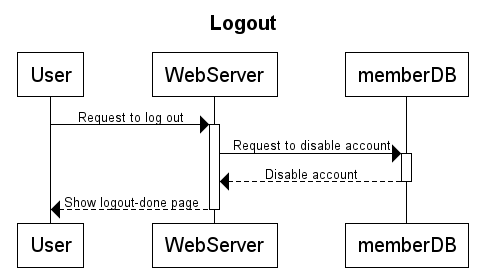 Logout
User WebServer memberDB
Request to log out
Request to disable account
Disable account
Show logout-done page
User WebServer memberDB